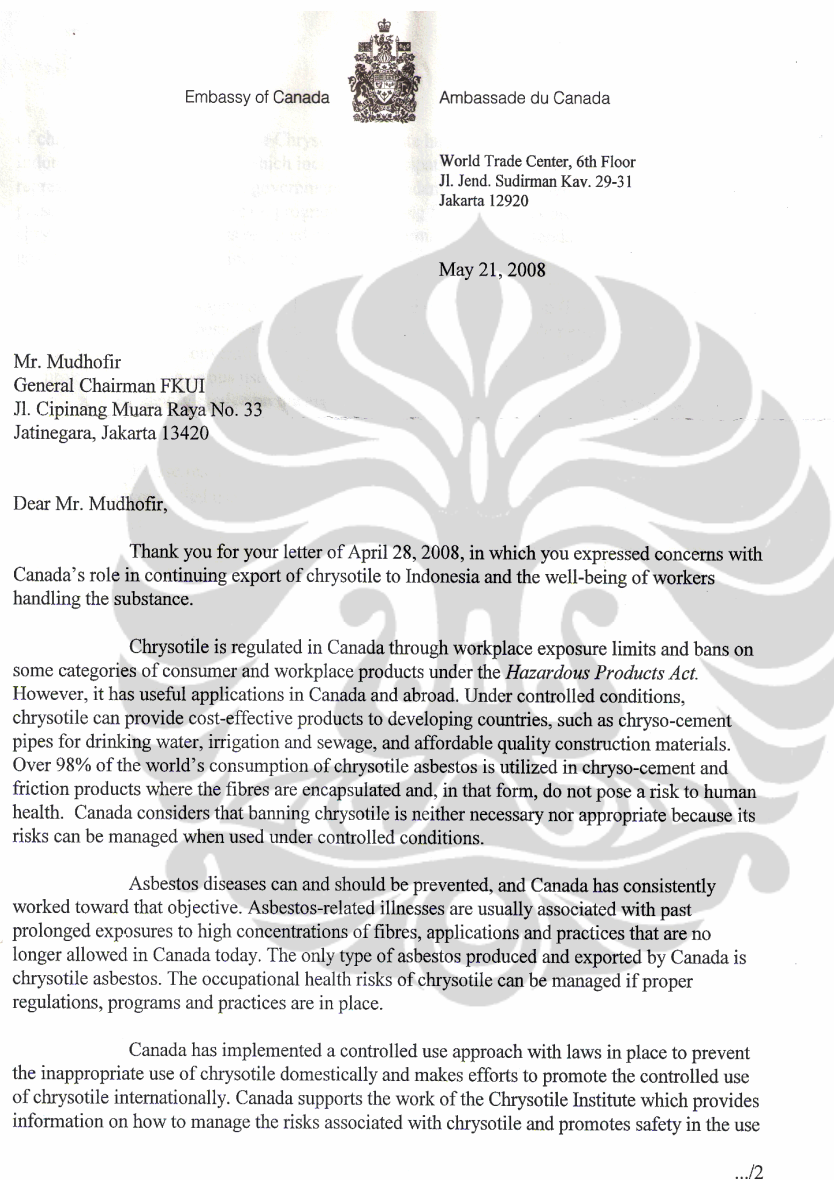 Embassy of Canada
Ambassade du Canada
World Trade Center, 6th Floor
Jl. Jend. Sudirman Kav. 29-31
Jakarta 12920
May 21, 2008
Mr. Mudhofir
General Chairman FKUI
Jl. Cipinang Muara Raya No. 33
Jatinegara, Jakarta 13420
Dear Mr. Mudhofir,
Thank you for your letter of April 28, 2008, in which you expressed concerns with
Canada's role in continuing export of chrysotile to Indonesia and the well-being of workers
handling the substance.
Chrysotile is regulated in Canada through workplace exposure limits and bans on
some categories of consumer and workplace products under the Hazardous Products Act.
However, it has useful applications in Canada and abroad. Under controlled conditions,
chrysotile can provide cost-effective products to developing countries, such as chryso-cement
pipes for drinking water, irrigation and sewage, and affordable quality construction materials.
Over 98% of the world's consumption of chrysotile asbestos is utilized in chryso-cement and
friction products where the fibres are encapsulated and, in that form, do not pose a risk to human
health. Canada considers that banning chrysotile is neither necessary nor appropriate because its
risks can be managed when used under controlled conditions.
Asbestos diseases can and should be prevented, and Canada has consistently
worked toward that objective. Asbestos-related illnesses are usually associated with past
prolonged exposures to high concentrations of fibres, applications and practices that are no
longer allowed in Canada today. The only type of asbestos produced and exported by Canada is
chrysotile asbestos. The occupational health risks of chrysotile can be managed if proper
regulations, programs and practices are in place.
Canada has implemented a controlled use approach with laws in place to prevent
the inappropriate use of chrysotile domestically and makes efforts to promote the controlled use
of chrysotile internationally. Canada supports the work of the Chrysotile Institute which provides
information on how to manage the risks associated with chrysotile and promotes safety in the use
.../2